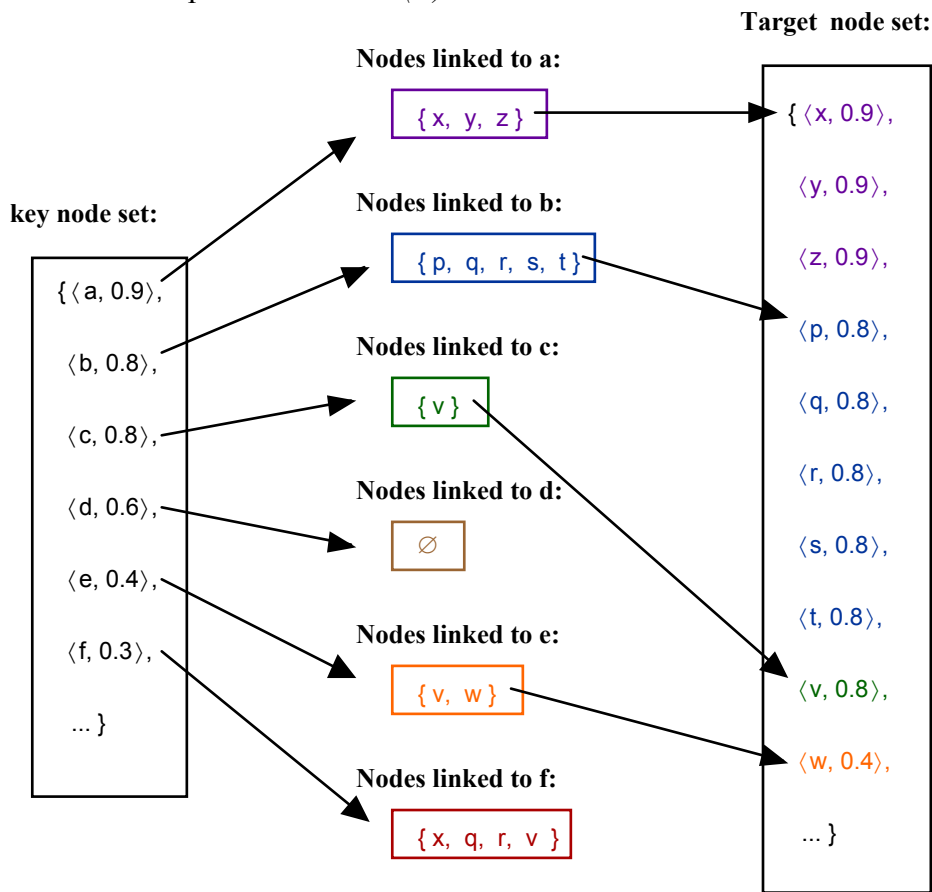 Target node set:
Nodes linked to a:
{ x, y, z }
{ ⟨x, 0.9⟩,
⟨y, 0.9⟩,
⟨z, 0.9⟩,
⟨p, 0.8⟩,
⟨q, 0.8⟩,
⟨r, 0.8⟩,
⟨s, 0.8⟩,
⟨t, 0.8⟩,
⟨v, 0.8⟩,
⟨w, 0.4⟩,
... }
Nodes linked to b:
{ p, q, r, s, t }
key node set:
{ ⟨ a, 0.9⟩,
⟨b, 0.8⟩,
⟨c, 0.8⟩,
⟨d, 0.6⟩,
⟨e, 0.4⟩,
⟨f, 0.3⟩,
... }
Nodes linked to c:
{ v }
Nodes linked to d:
∅
Nodes linked to e:
{ v, w }
Nodes linked to f:
{ x, q, r, v }